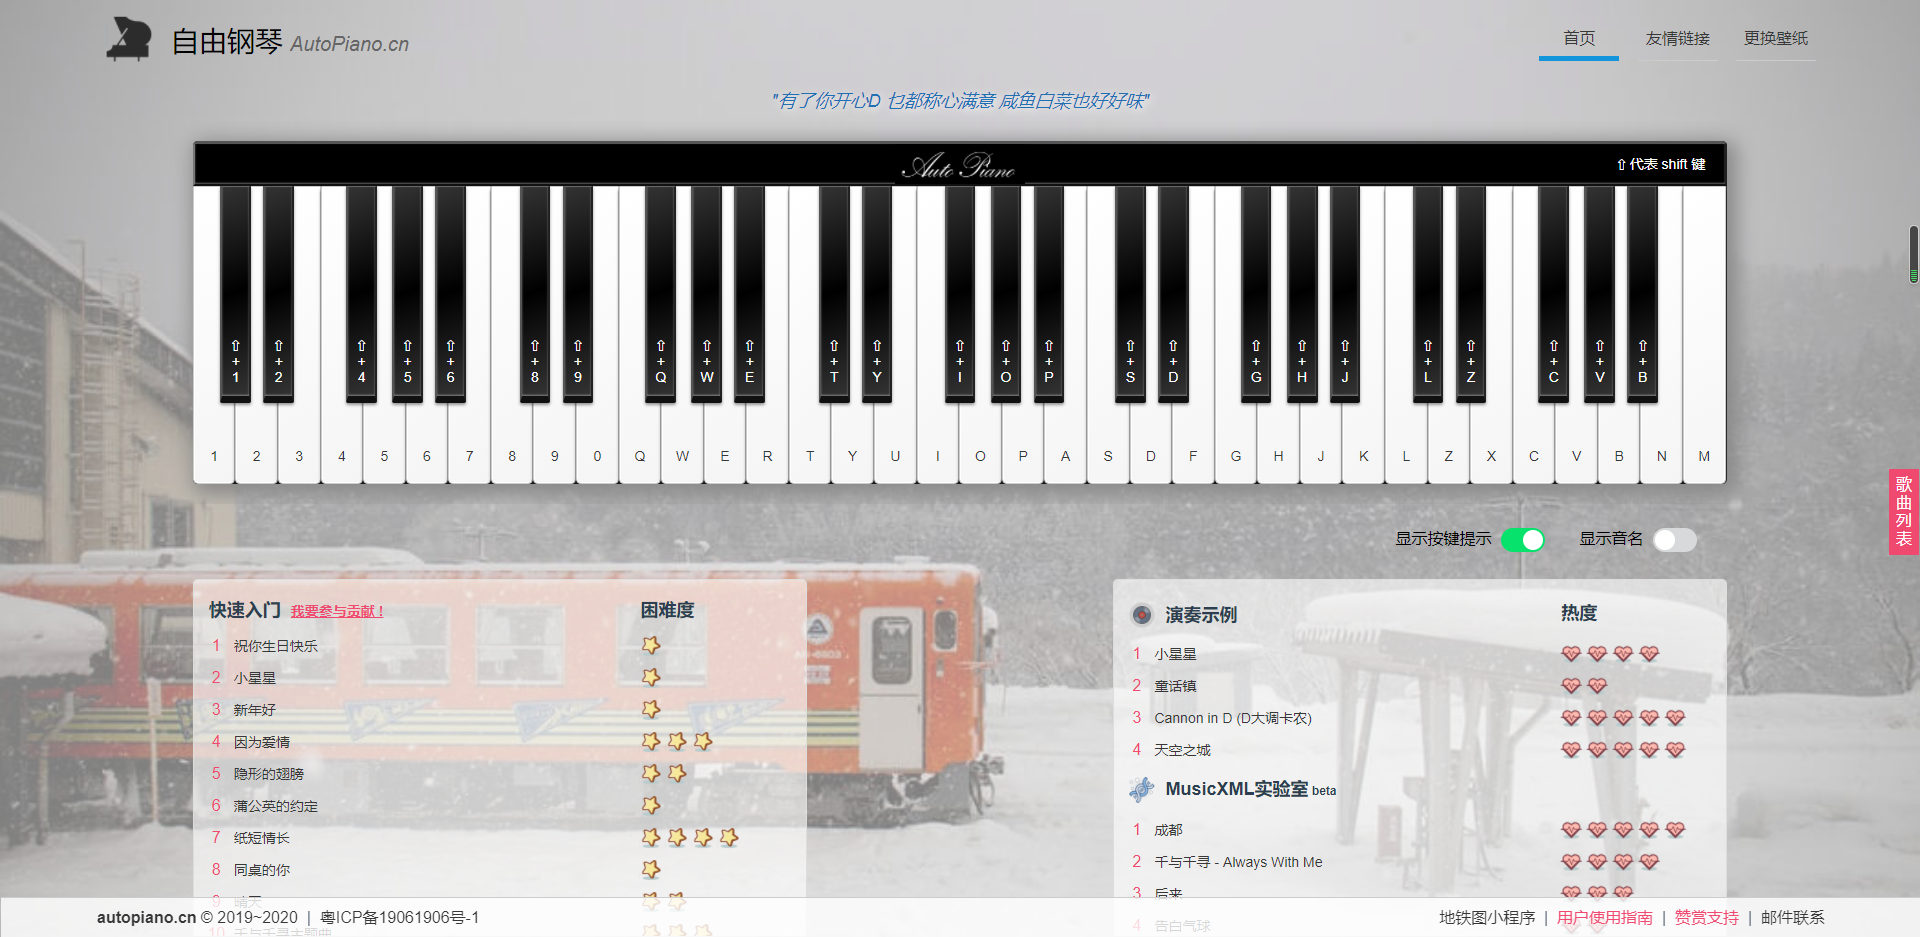 自由钢琴 AutoPiano.cn
首页 友情链接 更换壁纸
"有了你开心D 乜都称心满意 咸鱼白菜也好好味"
Auto Piano
⇧代表 shift 键
⇧+1 ⇧+2 ⇧+4 ⇧+5 ⇧+6 ⇧+8 ⇧+9 ⇧+Q ⇧+W ⇧+E ⇧+T ⇧+Y ⇧+I ⇧+O ⇧+P ⇧+S ⇧+D ⇧+G ⇧+H ⇧+J ⇧+L ⇧+Z ⇧+C ⇧+V ⇧+B
1 2 3 4 5 6 7 8 9 0 Q W E R T Y U I O P A S D F G H J K L Z X C V B N M
歌曲列表
显示按键提示 显示音名
快速入门 我要参与贡献！ 困难度
1 祝你生日快乐
2 小星星
3 新年好
4 因为爱情
5 隐形的翅膀
6 蒲公英的约定
7 纸短情长
8 同桌的你
9 晴天
10 千与千寻主题曲
演奏示例 热度
1 小星星
2 童话镇
3 Cannon in D (D大调卡农)
4 天空之城
MusicXML实验室 beta
1 成都
2 千与千寻 - Always With Me
3 后来
4 告白气球
autopiano.cn © 2019~2020 | 粤ICP备19061906号-1
地铁图小程序 | 用户使用指南 | 赞赏支持 | 邮件联系